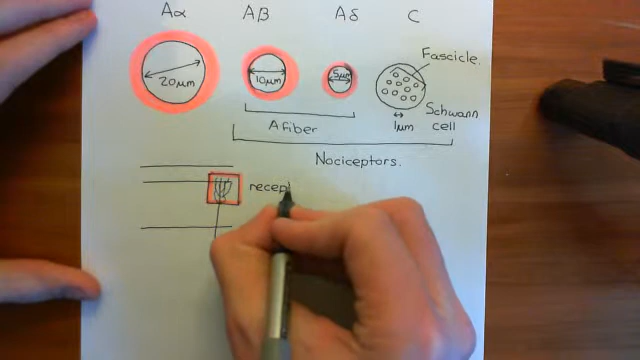 Aα Aβ Aδ C
Fascicle.
20μm 10μm 5μm
Schwann
cell
1μm
A fiber
Nociceptors.
recep